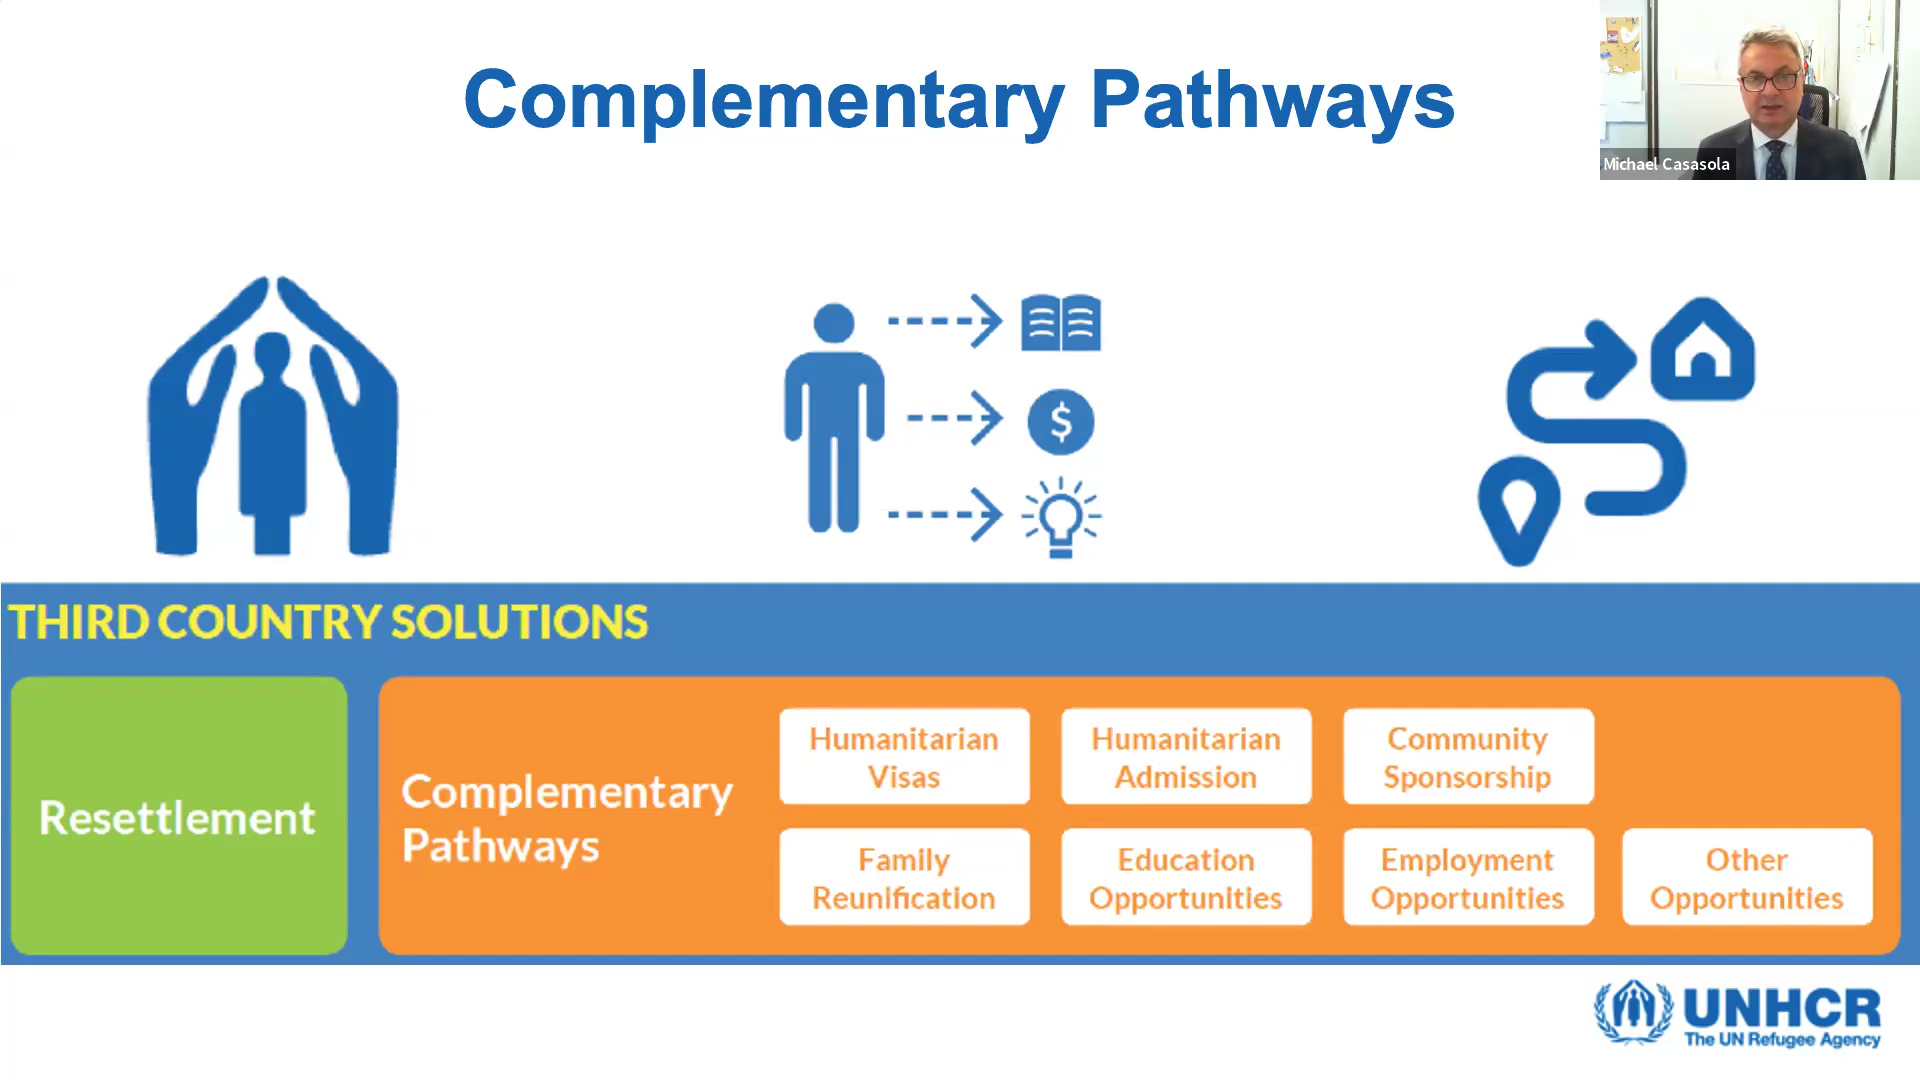 Complementary Pathways
Michael Casasola
$
THIRD COUNTRY SOLUTIONS
Resettlement
Complementary
Pathways
Humanitarian
Visas
Humanitarian
Admission
Community
Sponsorship
Family
Reunification
Education
Opportunities
Employment
Opportunities
Other
Opportunities
UNHCR
The UN Refugee Agency